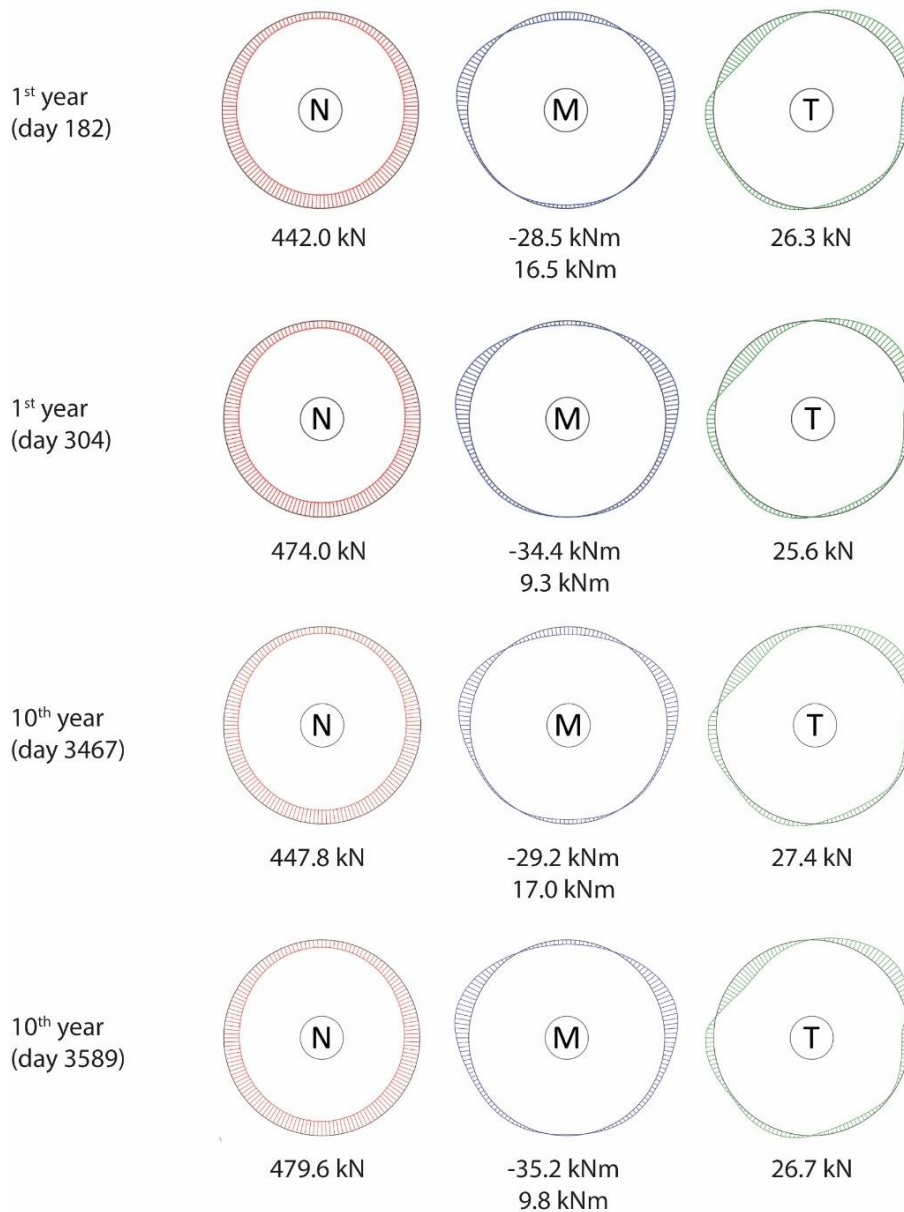 1st year
(day 182)
N
M
T
442.0 kN
-28.5 kNm
16.5 kNm
26.3 kN
1st year
(day 304)
N
M
T
474.0 kN
-34.4 kNm
9.3 kNm
25.6 kN
10th year
(day 3467)
N
M
T
447.8 kN
-29.2 kNm
17.0 kNm
27.4 kN
10th year
(day 3589)
N
M
T
479.6 kN
-35.2 kNm
9.8 kNm
26.7 kN